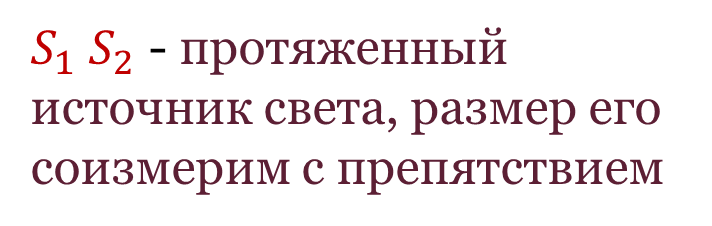 S₁ S₂ - протяженный
источник света, размер его
соизмерим с препятствием